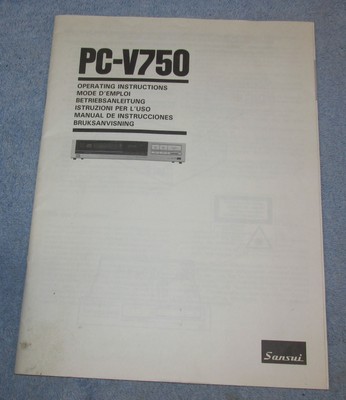 PC-V750
OPERATING INSTRUCTIONS
MODE D'EMPLOI
BETRIEBSANLEITUNG
ISTRUZIONI PER L'USO
MANUAL DE INSTRUCCIONES
BRUKSANVISNING
Sansui